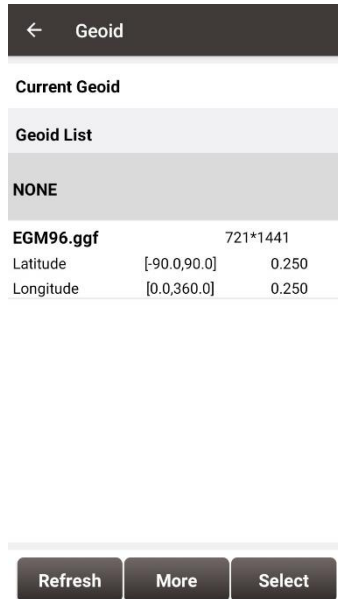 Geoid
Current Geoid
Geoid List
NONE
EGM96.ggf 721*1441
Latitude [-90.0,90.0] 0.250
Longitude [0.0,360.0] 0.250
Refresh More Select